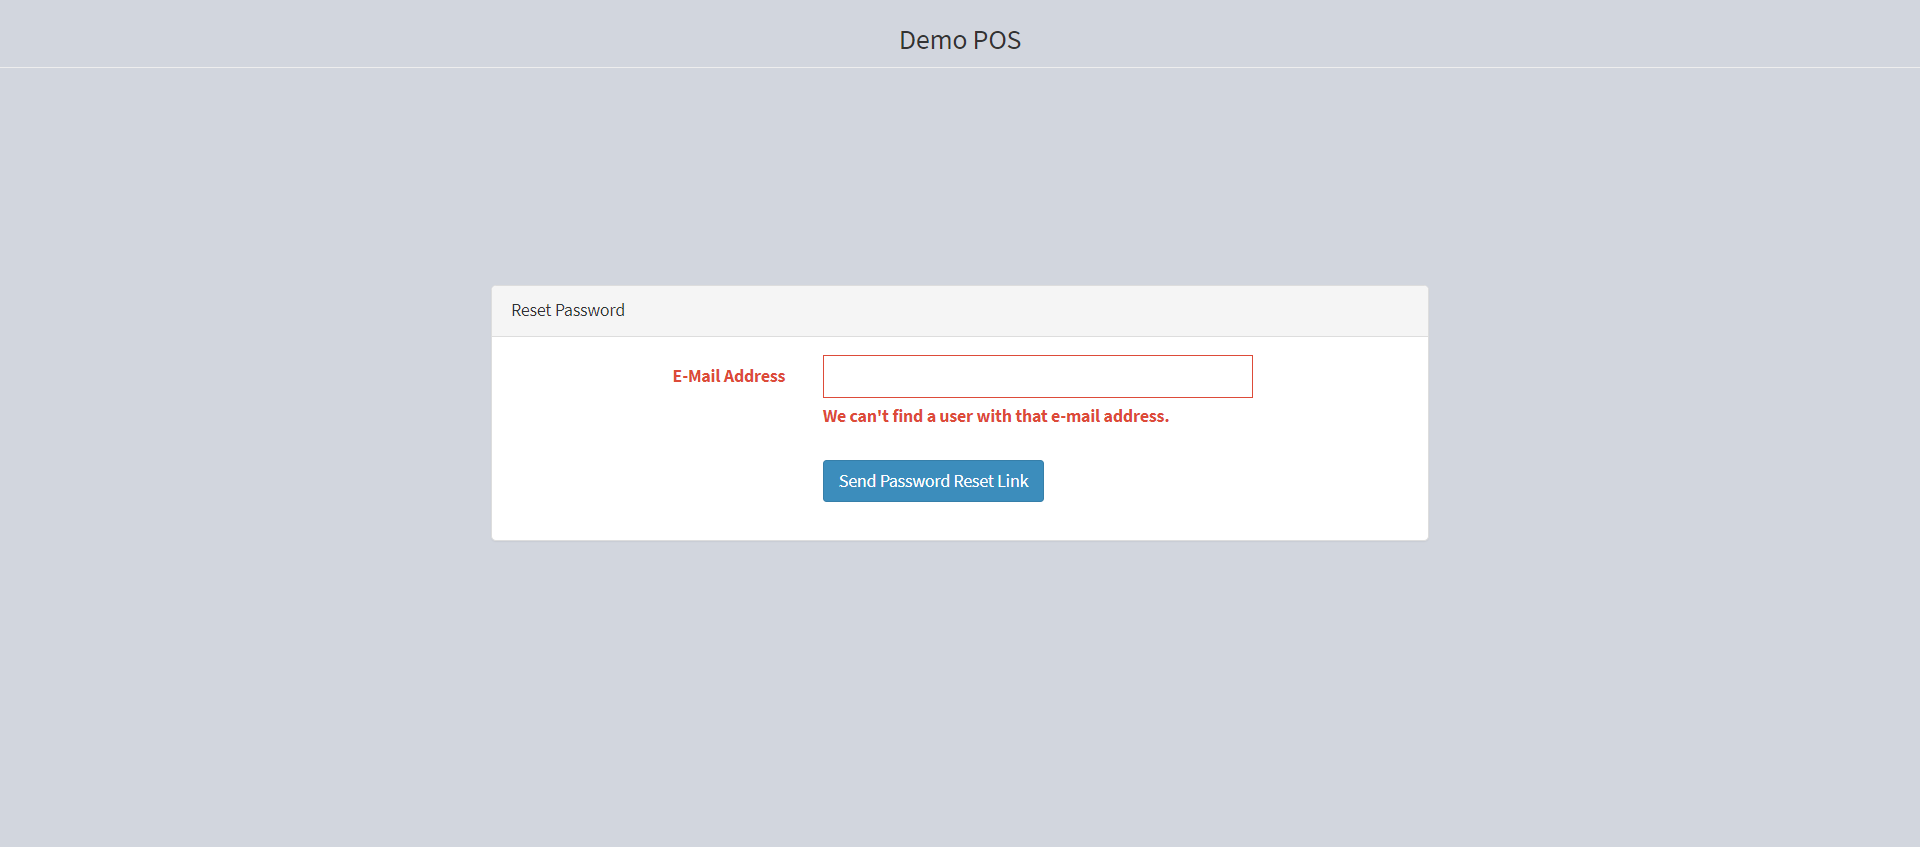 Demo POS
Reset Password
E-Mail Address
We can't find a user with that e-mail address.
Send Password Reset Link